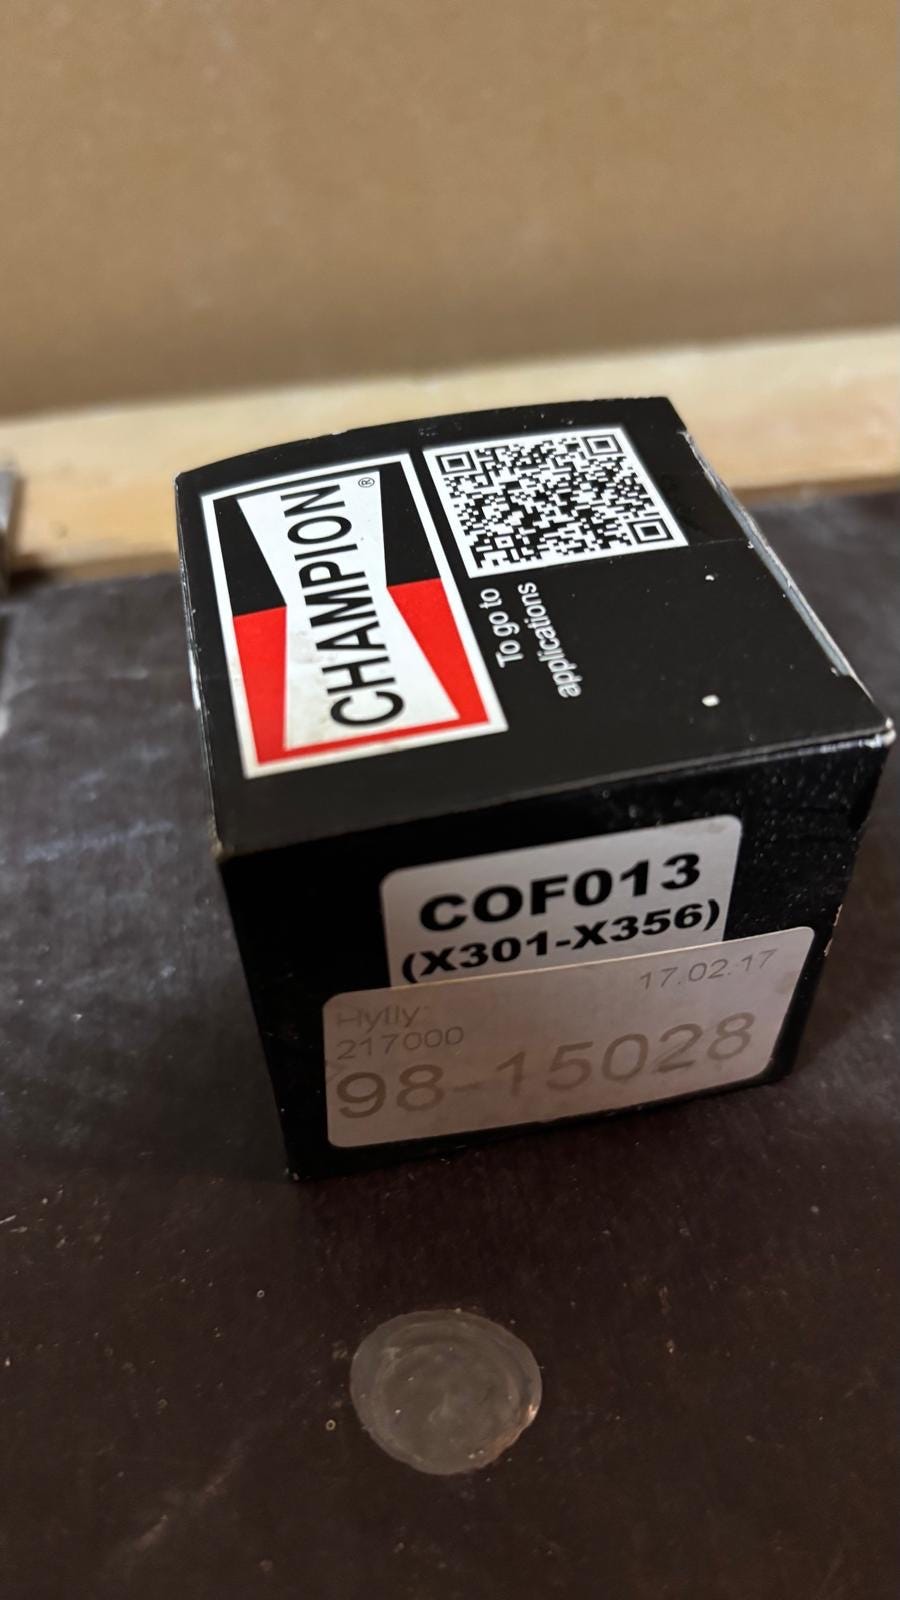 CHAMPION®
To go to
applications
COF013
(X301-X356)
17.02.17
Hylly:
217000
98-15028